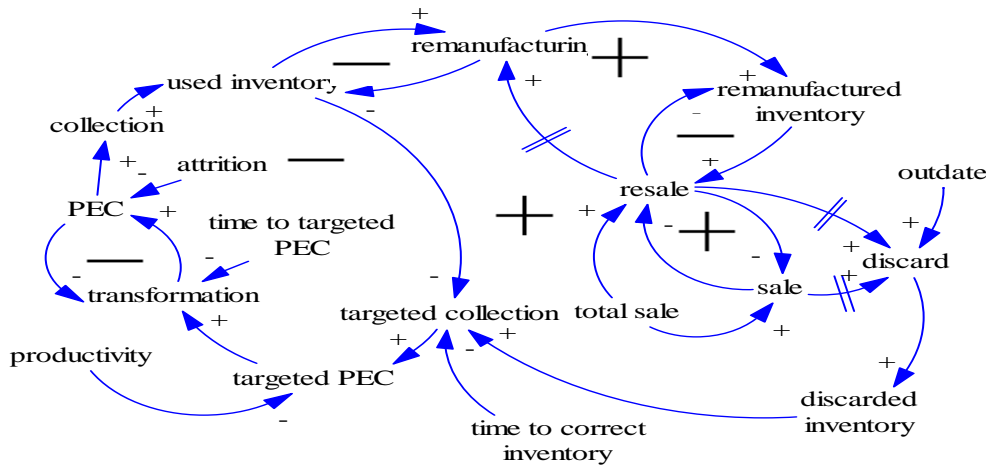 remanufacturin
used inventory
remanufactured
inventory
collection
attrition
outdate
resale
PEC
time to targeted
PEC
discard
transformation
sale
targeted collection
total sale
productivity
targeted PEC
discarded
inventory
time to correct
inventory